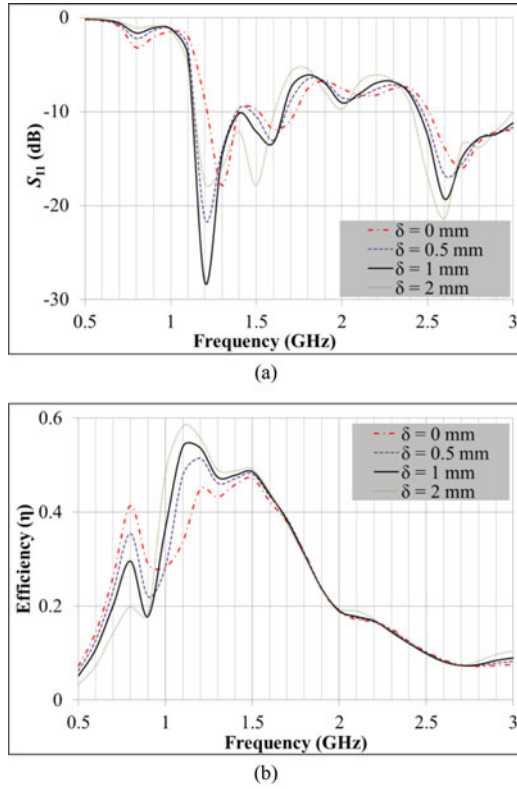 0
-10
-20
-30
S11 (dB)
δ = 0 mm
δ = 0.5 mm
δ = 1 mm
δ = 2 mm
0.5 1 1.5 2 2.5 3
Frequency (GHz)
(a)
0.6
0.4
0.2
0
Efficiency (η)
δ = 0 mm
δ = 0.5 mm
δ = 1 mm
δ = 2 mm
0.5 1 1.5 2 2.5 3
Frequency (GHz)
(b)